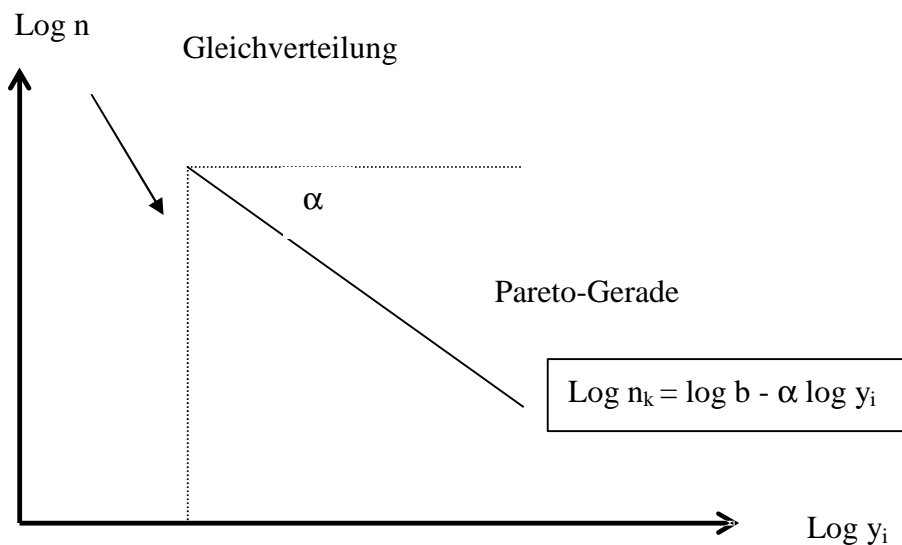 Log n
Gleichverteilung
α
Pareto-Gerade
Log nₖ = log b - α log yᵢ
Log yᵢ